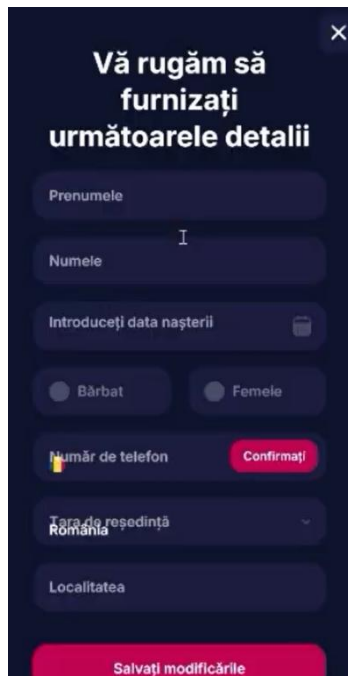 Vă rugăm să
furnizați
următoarele detalii
Prenumele
Numele
Introduceți data nașterii
Bărbat
Femele
Număr de telefon
Confirmați
Țara de reședință
România
Localitatea
Salvați modificările